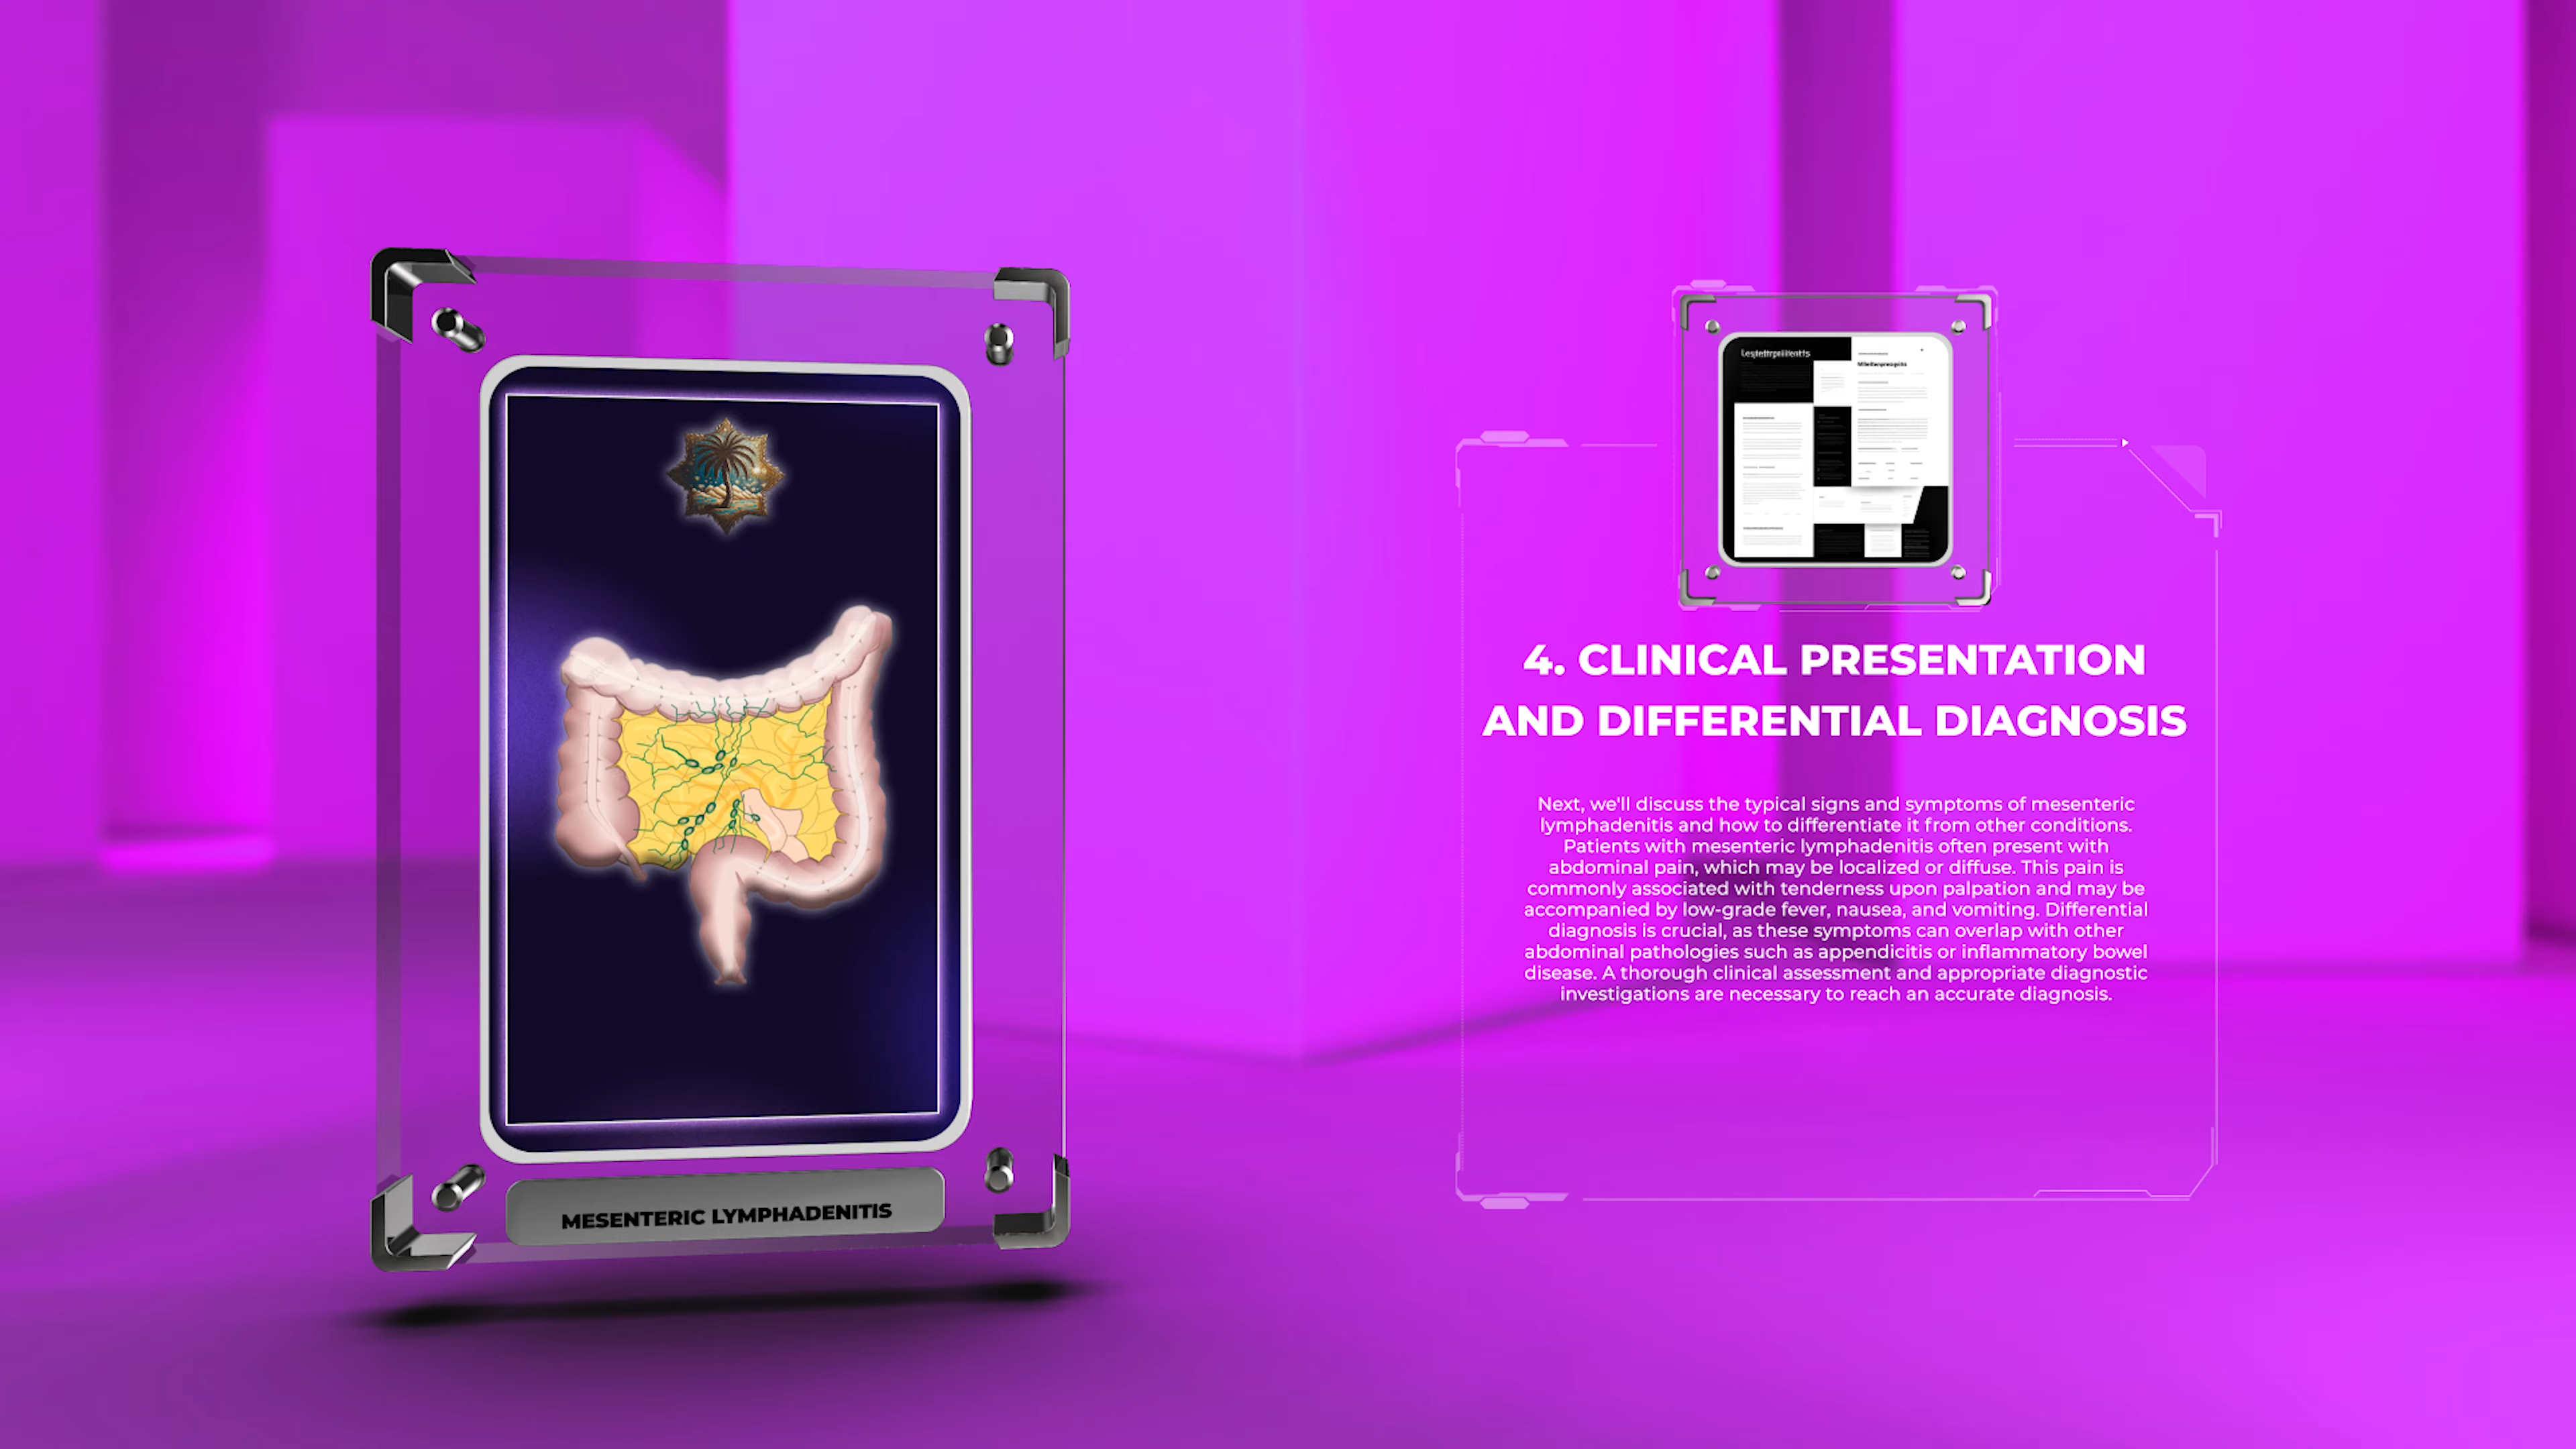 MESENTERIC LYMPHADENITIS
4. CLINICAL PRESENTATION
AND DIFFERENTIAL DIAGNOSIS
Next, we'll discuss the typical signs and symptoms of mesenteric
lymphadenitis and how to differentiate it from other conditions.
Patients with mesenteric lymphadenitis often present with
abdominal pain, which may be localized or diffuse. This pain is
commonly associated with tenderness upon palpation and may be
accompanied by low-grade fever, nausea, and vomiting. Differential
diagnosis is crucial, as these symptoms can overlap with other
abdominal pathologies such as appendicitis or inflammatory bowel
disease. A thorough clinical assessment and appropriate diagnostic
investigations are necessary to reach an accurate diagnosis.